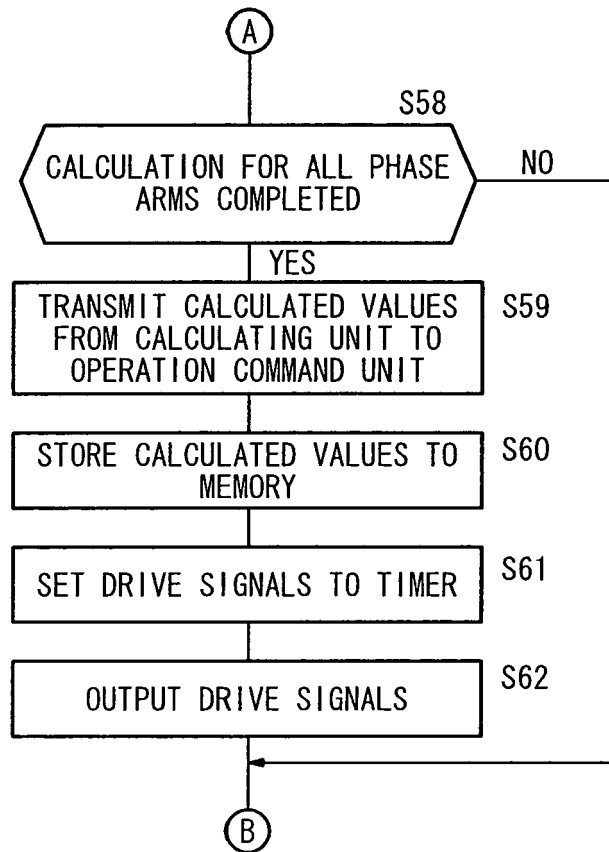 A
S58
CALCULATION FOR ALL PHASE
ARMS COMPLETED
NO
YES
TRANSMIT CALCULATED VALUES
FROM CALCULATING UNIT TO
OPERATION COMMAND UNIT
S59
STORE CALCULATED VALUES TO
MEMORY
S60
SET DRIVE SIGNALS TO TIMER
S61
OUTPUT DRIVE SIGNALS
S62
B